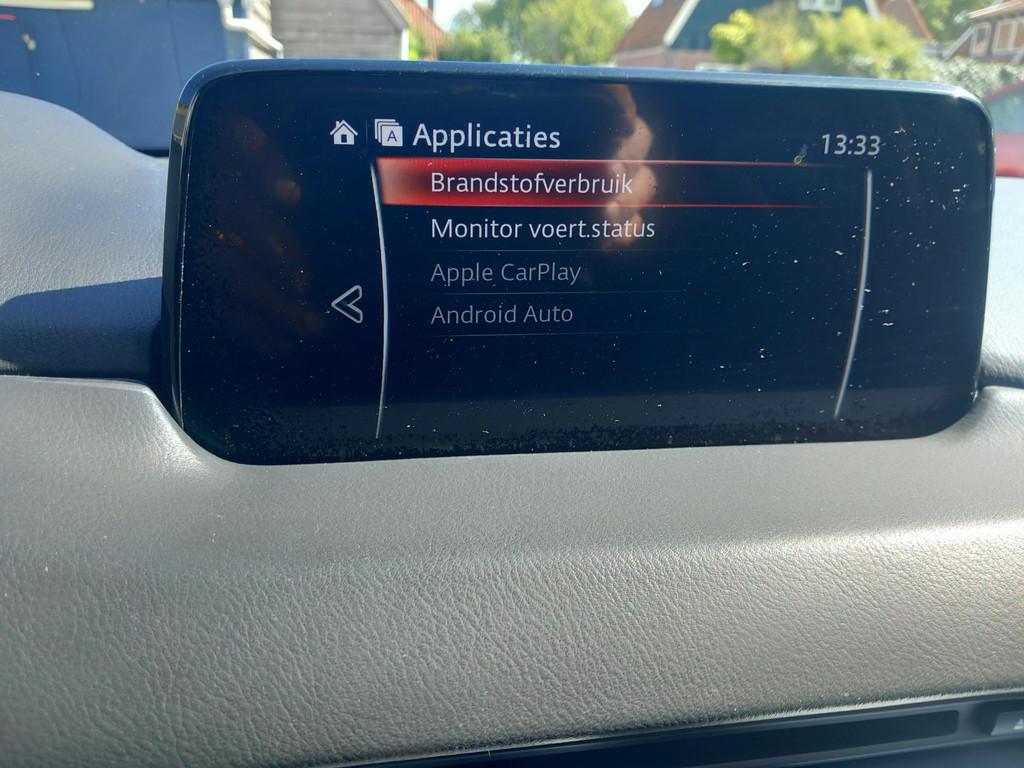 A Applicaties 13:33
Brandstofverbruik
Monitor voert.status
Apple CarPlay
Android Auto